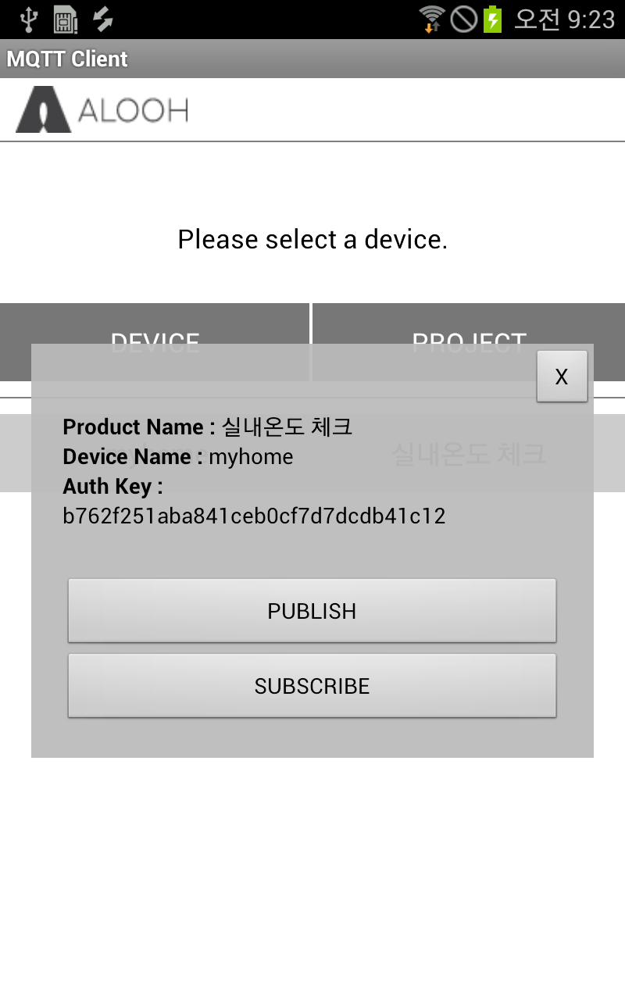 오전 9:23
MQTT Client
ALOOH
Please select a device.
DEVICE PROJECT
X
Product Name : 실내온도 체크
Device Name : myhome
실내온도 체크
Auth Key :
b762f251aba841ceb0cf7d7dcdb41c12
PUBLISH
SUBSCRIBE